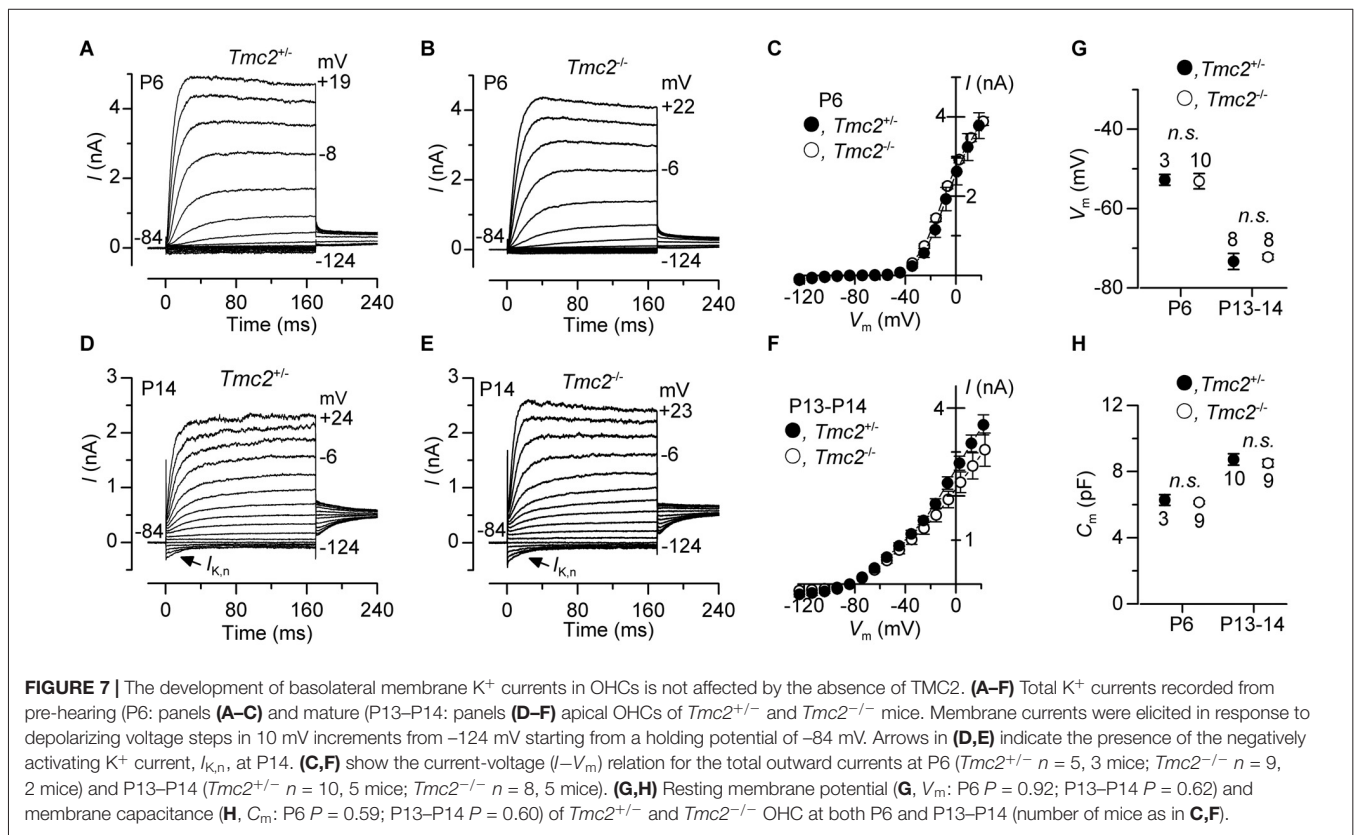 A
Tmc2+/-
P6
mV
+19
-8
-84
-124
I (nA)
4
2
0
0 40 80 120 160 240
Time (ms)
B
Tmc2-/-
P6
mV
+22
-6
-84
-124
I (nA)
4
2
0
0 40 80 120 160 240
Time (ms)
C
I (nA)
P6
●, Tmc2+/-
○, Tmc2-/-
4
2
-120 -80 -40 0
Vm (mV)
G
●, Tmc2+/-
○, Tmc2-/-
-40
-60
-80
Vm (mV)
n.s.
3 10
n.s.
8 8
P6 P13-14
D
Tmc2+/-
P14
mV
+24
-6
-84
-124
IK,n
I (nA)
3
2
1
0
0 40 80 120 160 240
Time (ms)
E
Tmc2-/-
P14
mV
+23
-6
-84
-124
IK,n
I (nA)
3
2
1
0
0 40 80 120 160 240
Time (ms)
F
I (nA)
P13-P14
●, Tmc2+/-
○, Tmc2-/-
4
1
-120 -80 -40 0
Vm (mV)
H
●, Tmc2+/-
○, Tmc2-/-
12
8
4
0
Cm (pF)
n.s.
3 9
n.s.
10 9
P6 P13-14
FIGURE 7 | The development of basolateral membrane K+ currents in OHCs is not affected by the absence of TMC2. (A–F) Total K+ currents recorded from
pre-hearing (P6: panels (A–C) and mature (P13–P14: panels (D–F) apical OHCs of Tmc2+/− and Tmc2−/− mice. Membrane currents were elicited in response to
depolarizing voltage steps in 10 mV increments from –124 mV starting from a holding potential of –84 mV. Arrows in (D,E) indicate the presence of the negatively
activating K+ current, IK,n, at P14. (C,F) show the current-voltage (I–Vm) relation for the total outward currents at P6 (Tmc2+/− n = 5, 3 mice; Tmc2−/− n = 9,
2 mice) and P13–P14 (Tmc2+/− n = 10, 5 mice; Tmc2−/− n = 8, 5 mice). (G,H) Resting membrane potential (G, Vm: P6 P = 0.92; P13–P14 P = 0.62) and
membrane capacitance (H, Cm: P6 P = 0.59; P13–P14 P = 0.60) of Tmc2+/− and Tmc2−/− OHC at both P6 and P13–P14 (number of mice as in C,F).